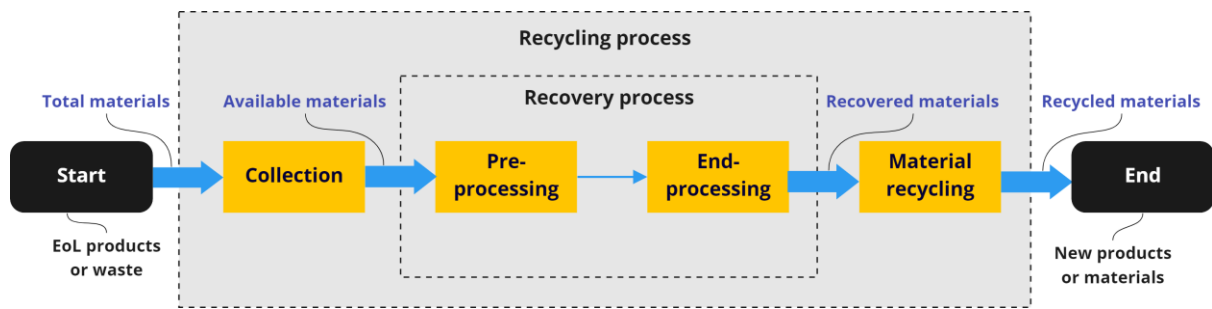 Recycling process
Recovery process
Total materials
Available materials
Recovered materials
Recycled materials
Start
Collection
Pre-
processing
End-
processing
Material
recycling
End
EoL products
or waste
New products
or materials